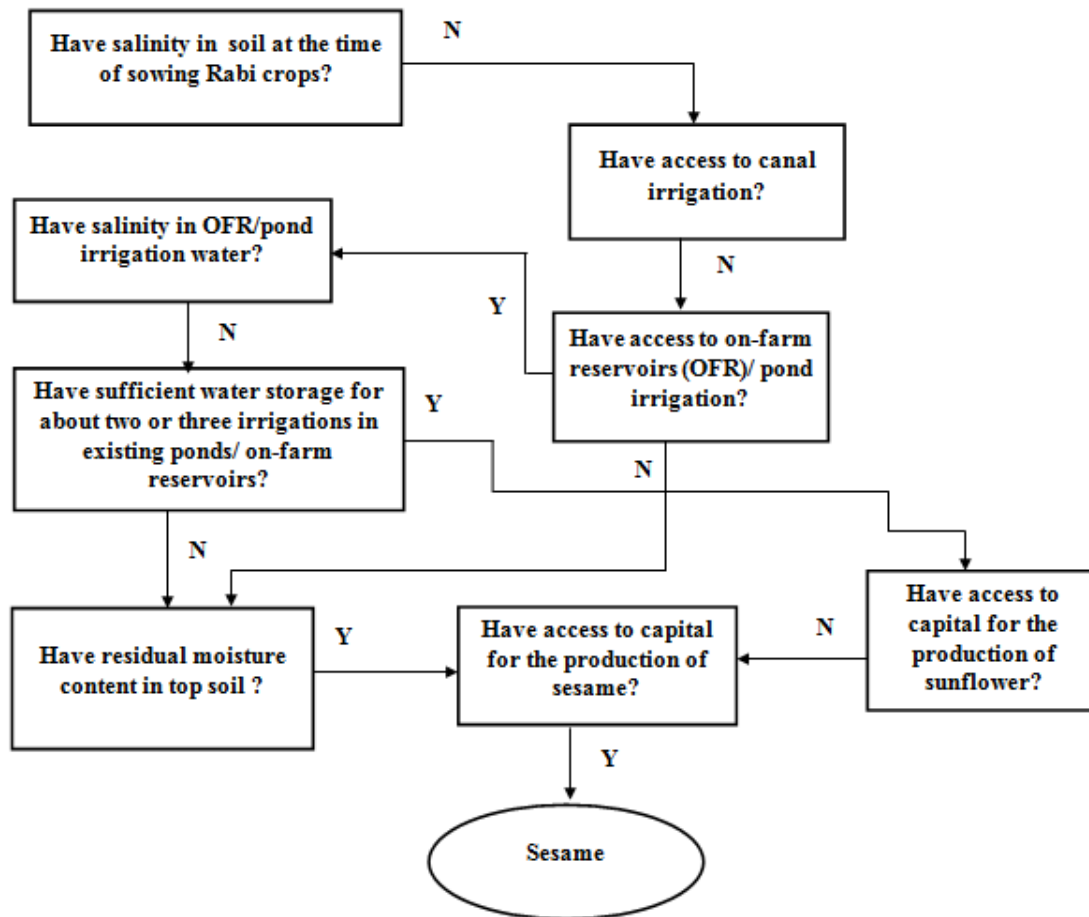 Have salinity in soil at the time
of sowing Rabi crops?
N
Have access to canal
irrigation?
N
Have salinity in OFR/pond
irrigation water?
Y
N
Have access to on-farm
reservoirs (OFR)/ pond
irrigation?
Have sufficient water storage for
about two or three irrigations in
existing ponds/ on-farm
reservoirs?
Y
N
N
Have residual moisture
content in top soil ?
Y
Have access to capital
for the production of
sesame?
N
Have access to
capital for the
production of
sunflower?
Y
Sesame